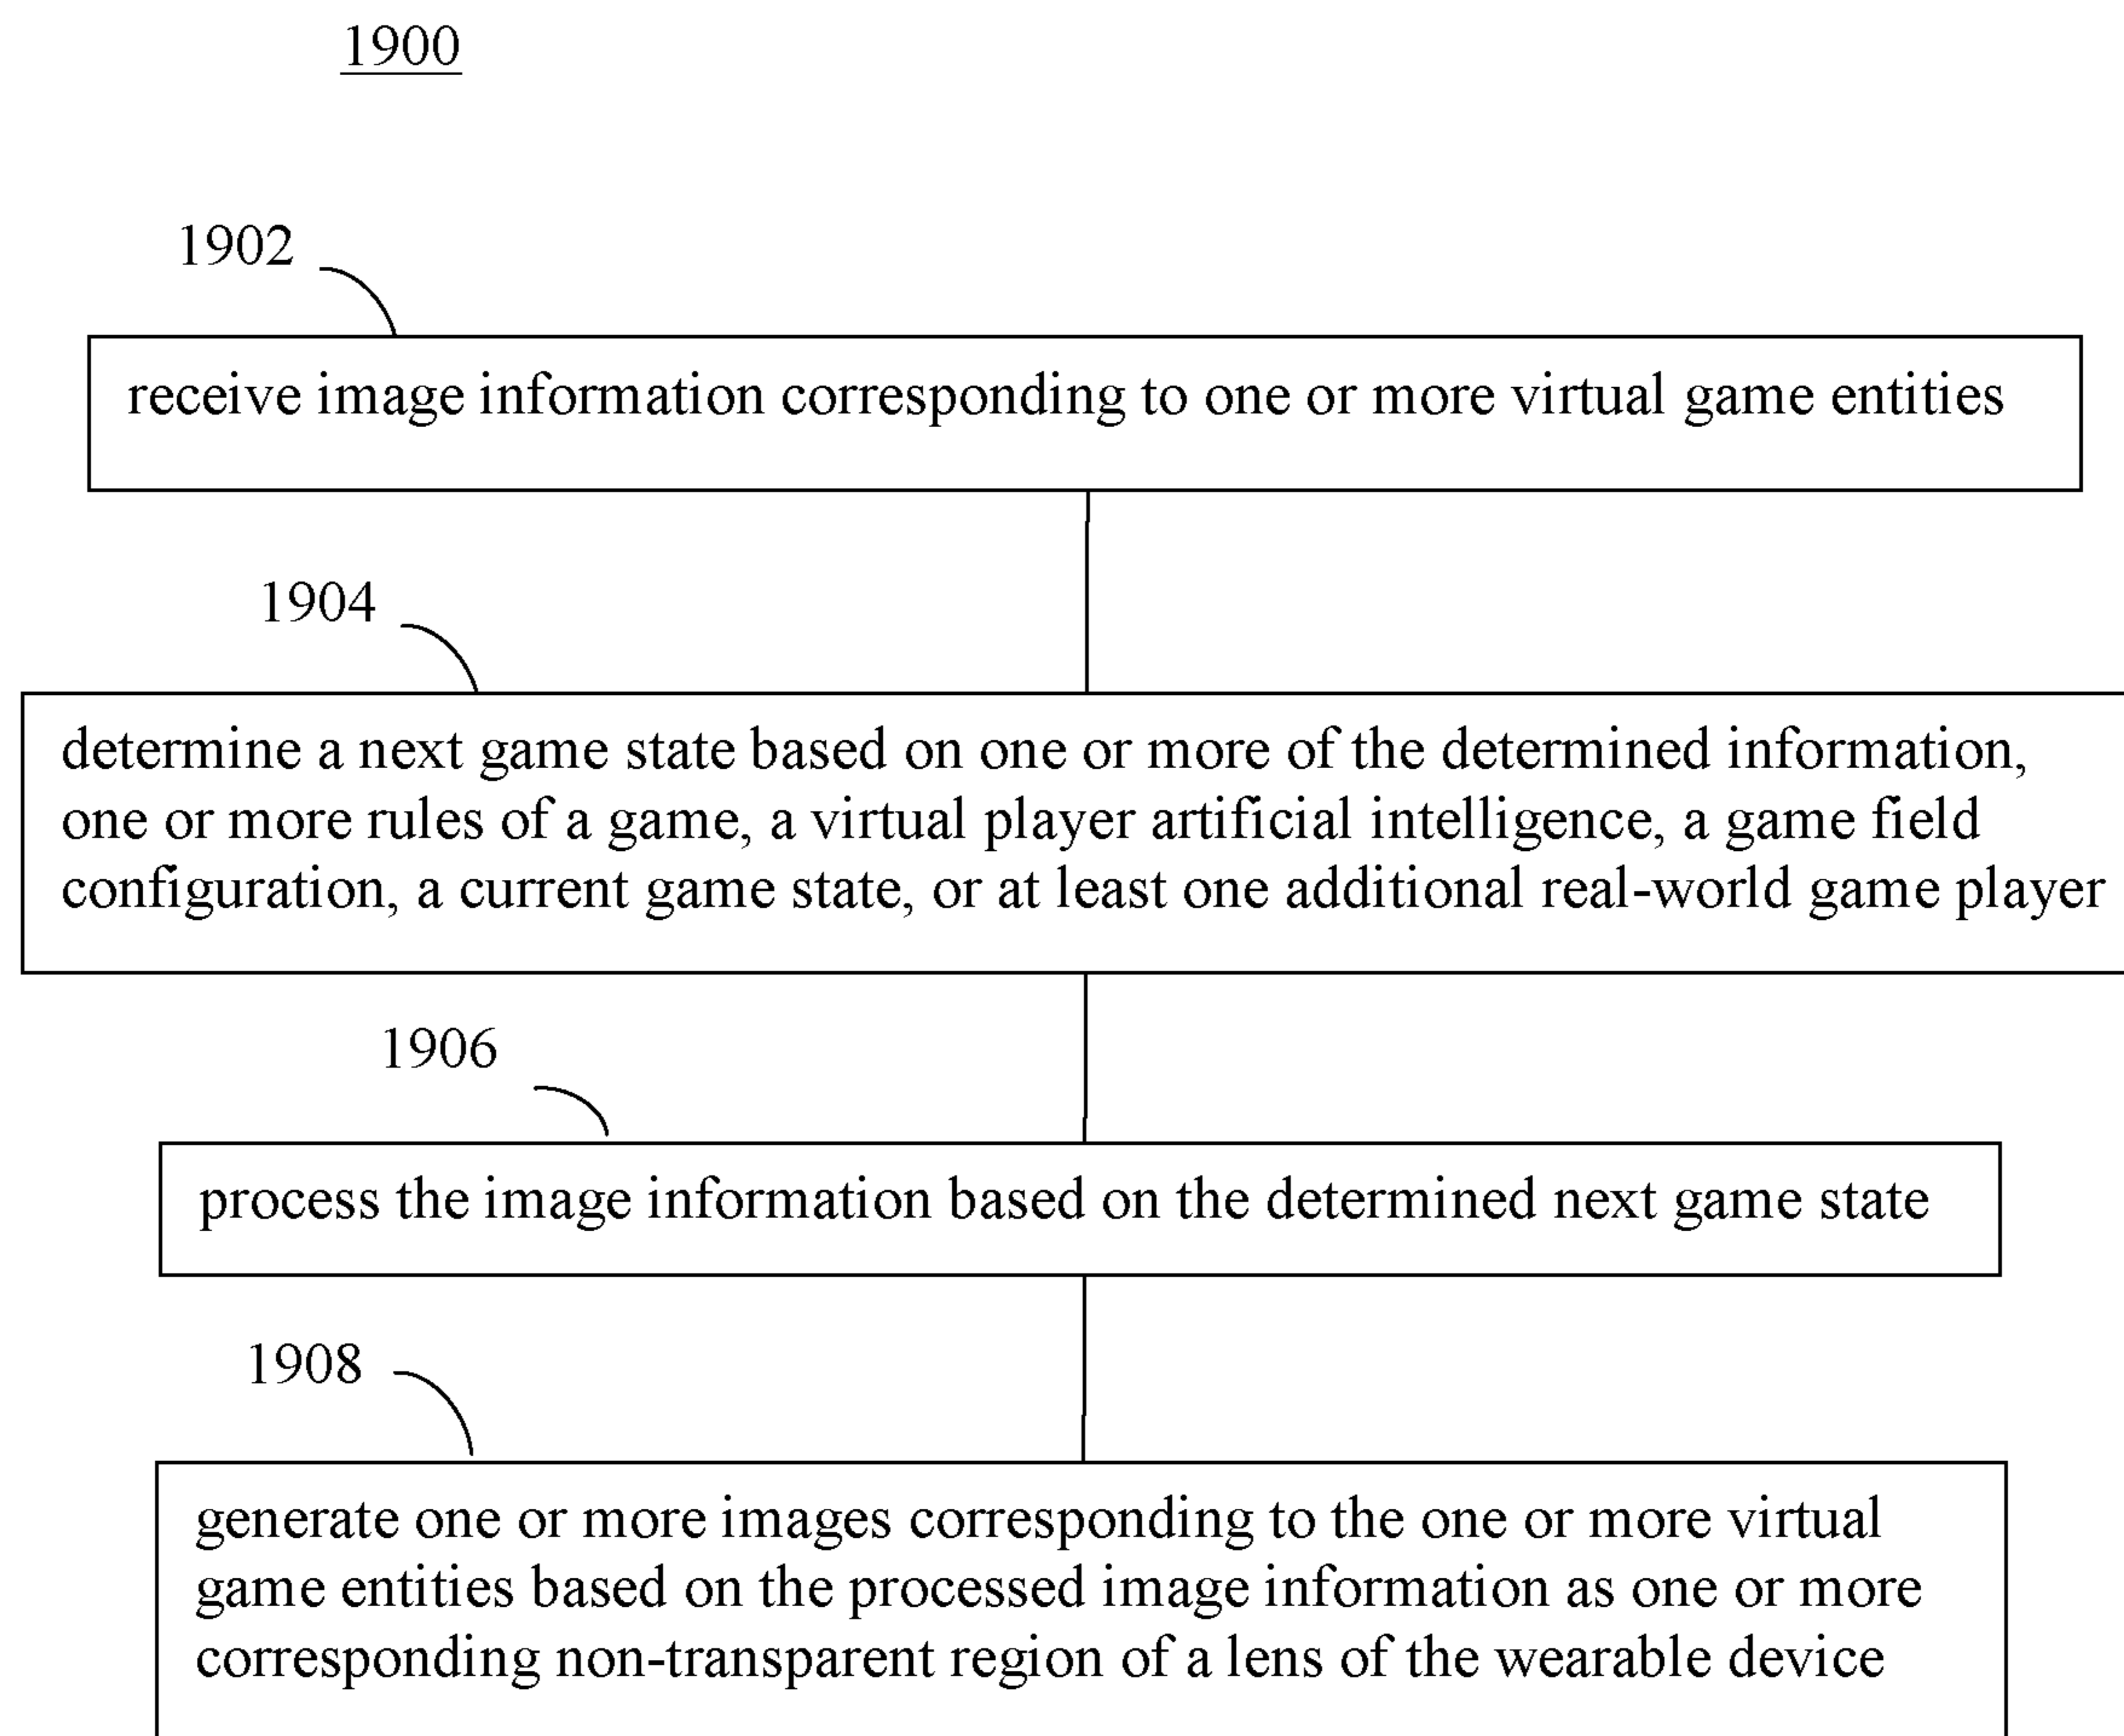 1900
1902
receive image information corresponding to one or more virtual game entities
1904
determine a next game state based on one or more of the determined information,
one or more rules of a game, a virtual player artificial intelligence, a game field
configuration, a current game state, or at least one additional real-world game player
1906
process the image information based on the determined next game state
1908
generate one or more images corresponding to the one or more virtual
game entities based on the processed image information as one or more
corresponding non-transparent region of a lens of the wearable device